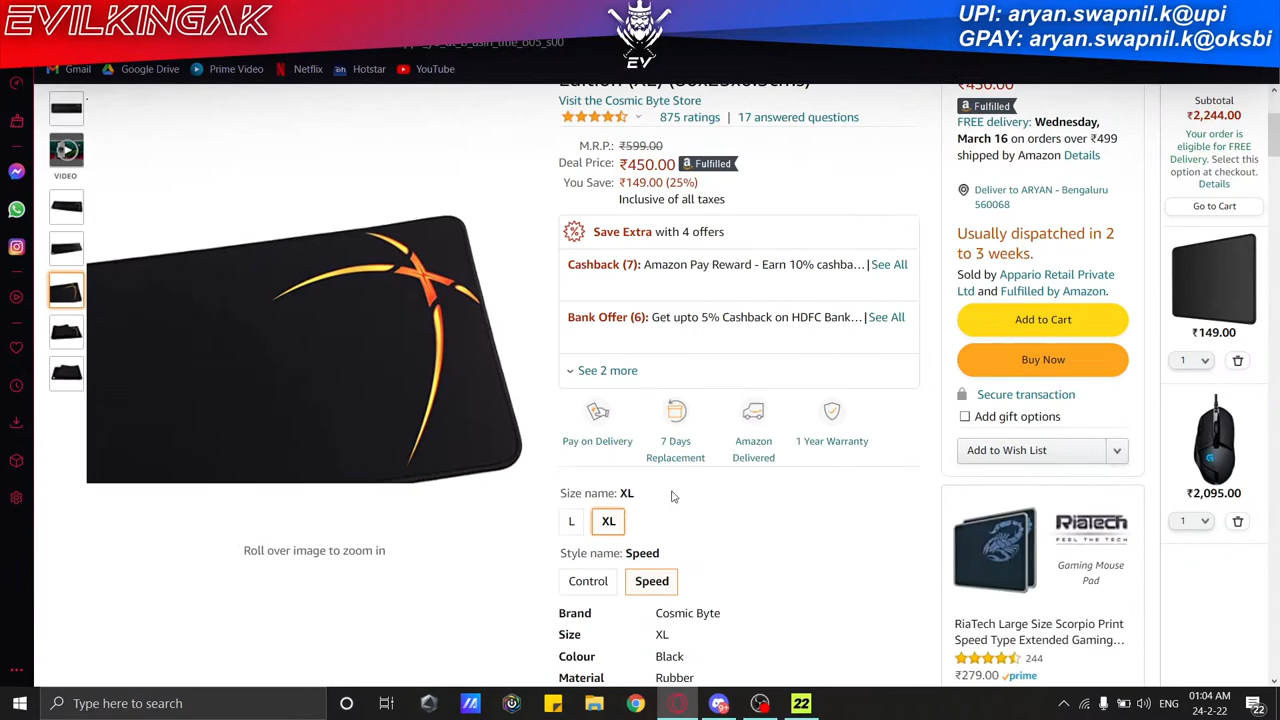 EVILKINGAK
EV
UPI: aryan.swapnil.k@upi
GPAY: aryan.swapnil.k@oksbi
Gmail
Google Drive
Prime Video
Netflix
Hotstar
YouTube
VIDEO
Roll over image to zoom in
Edition (XL)
Visit the Cosmic Byte Store
875 ratings | 17 answered questions
M.R.P.: ₹599.00
Deal Price: ₹450.00 Fulfilled
You Save: ₹149.00 (25%)
Inclusive of all taxes
Save Extra with 4 offers
Cashback (7): Amazon Pay Reward - Earn 10% cashba... | See All
Bank Offer (6): Get upto 5% Cashback on HDFC Bank... | See All
See 2 more
Pay on Delivery
7 Days
Replacement
Amazon
Delivered
1 Year Warranty
Size name: XL
L
XL
Style name: Speed
Control
Speed
Brand Cosmic Byte
Size XL
Colour Black
Material Rubber
₹450.00
Fulfilled
FREE delivery: Wednesday,
March 16 on orders over ₹499
shipped by Amazon Details
Deliver to ARYAN - Bengaluru
560068
Usually dispatched in 2
to 3 weeks.
Sold by Appario Retail Private
Ltd and Fulfilled by Amazon.
Add to Cart
Buy Now
Secure transaction
Add gift options
Add to Wish List
RiATech
FEEL THE TECH
Gaming Mouse
Pad
RiaTech Large Size Scorpio Print
Speed Type Extended Gaming...
244
₹279.00 prime
Subtotal
₹2,244.00
Your order is
eligible for FREE
Delivery. Select this
option at checkout.
Details
Go to Cart
₹149.00
1
₹2,095.00
1
Type here to search
22
ENG
01:04 AM
24-2-22
22